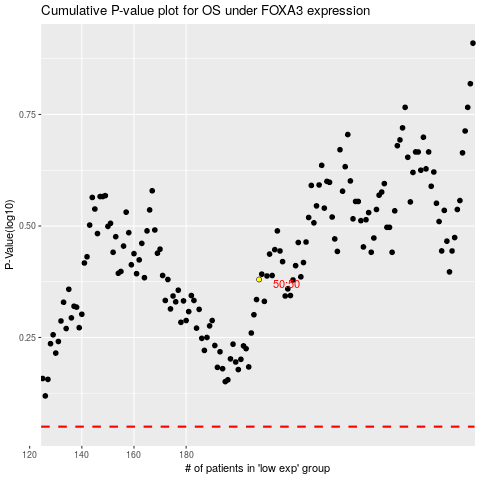 Cumulative P-value plot for OS under FOXA3 expression
P-Value(log10)
0.75
0.50
0.25
50:50
120 140 160 180
# of patients in 'low exp' group